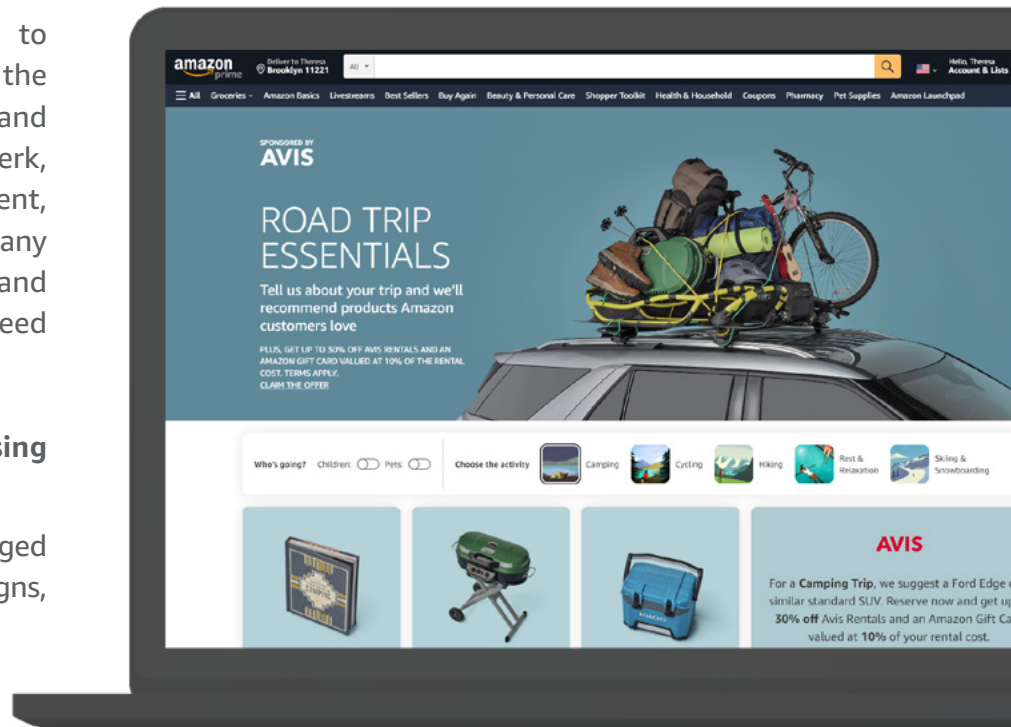 to
the
and
erk,
ent,
any
and
eed
sing
ged
gns,
amazon prime
Deliver to Theresa
Brooklyn 11221
All
Hello, Theresa
Account & Lists
All Groceries Amazon Basics Livestreams Best Sellers Buy Again Beauty & Personal Care Shopper Toolkit Health & Household Coupons Pharmacy Pet Supplies Amazon Launchpad
SPONSORED BY
AVIS
ROAD TRIP
ESSENTIALS
Tell us about your trip and we'll
recommend products Amazon
customers love
PLUS, GET UP TO 30% OFF AVIS RENTALS AND AN
AMAZON GIFT CARD VALUED AT 10% OF THE RENTAL
COST. TERMS APPLY.
CLAIM THE OFFER
Who's going? Children: Pets: Choose the activity Camping Cycling Hiking Rest & Relaxation Skiing & Snowboarding
CAMPING
IGLOO
AVIS
For a Camping Trip, we suggest a Ford Edge o
similar standard SUV. Reserve now and get up
30% off Avis Rentals and an Amazon Gift Ca
valued at 10% of your rental cost.